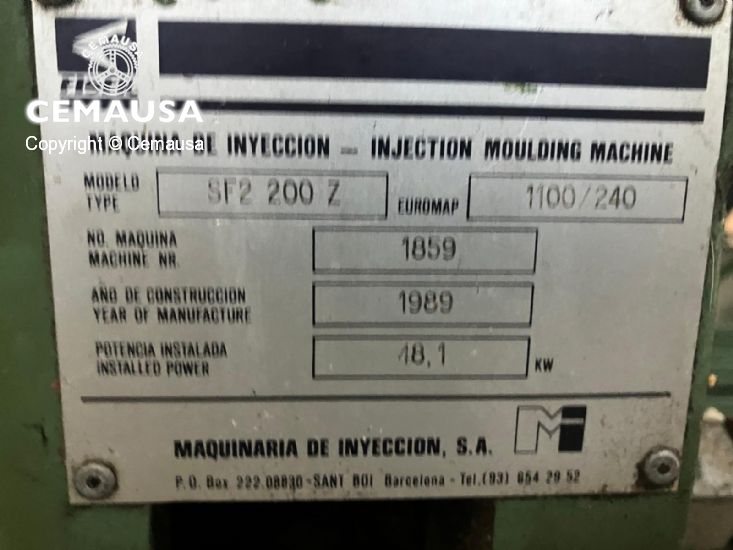 CEMAUSA
CEMAUSA
Copyright © Cemausa
DE INYECCION - INJECTION MOULDING MACHINE
MODELO
TYPE
SF2 200 Z
EUROMAP
1100/240
NO. MAQUINA
MACHINE NR.
1859
AÑO DE CONSTRUCCION
YEAR OF MANUFACTURE
1989
POTENCIA INSTALADA
INSTALLED POWER
48,1
KW
MAQUINARIA DE INYECCION, S.A.
P.O. Box 222.08830-SANT BOI Barcelona - Tel.(93) 654 29 52